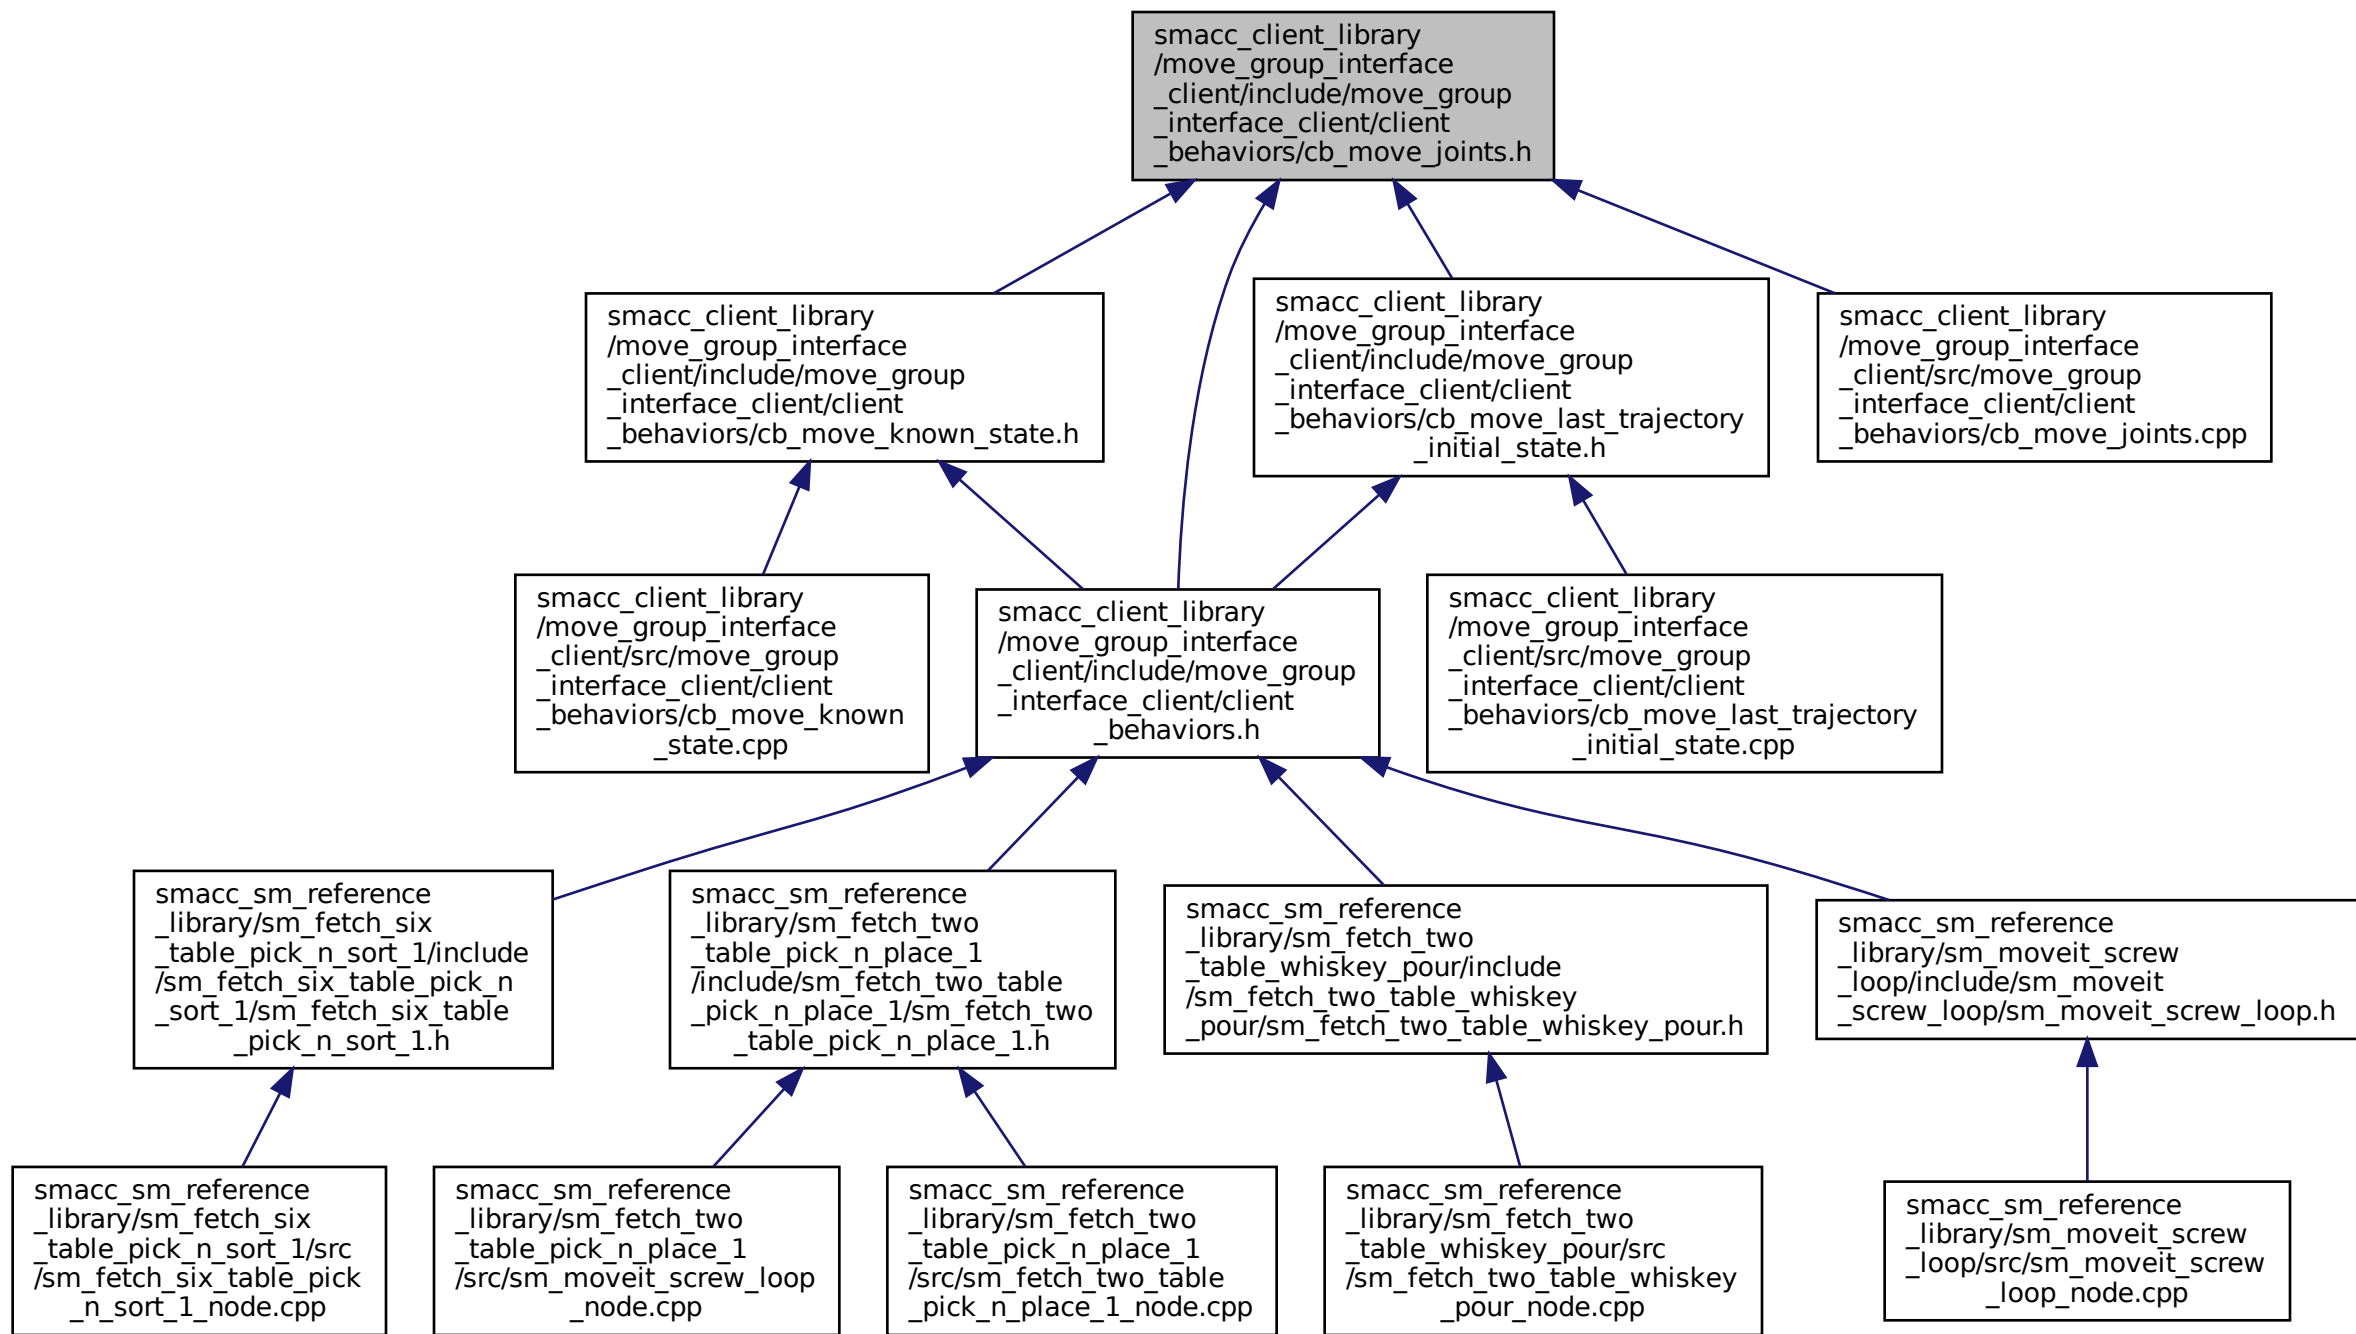 smacc_client_library
/move_group_interface
_client/include/move_group
_interface_client/client
_behaviors/cb_move_joints.h
smacc_client_library
/move_group_interface
_client/include/move_group
_interface_client/client
_behaviors/cb_move_known_state.h
smacc_client_library
/move_group_interface
_client/include/move_group
_interface_client/client
_behaviors/cb_move_last_trajectory
_initial_state.h
smacc_client_library
/move_group_interface
_client/src/move_group
_interface_client/client
_behaviors/cb_move_joints.cpp
smacc_client_library
/move_group_interface
_client/src/move_group
_interface_client/client
_behaviors/cb_move_known
_state.cpp
smacc_client_library
/move_group_interface
_client/include/move_group
_interface_client/client
_behaviors.h
smacc_client_library
/move_group_interface
_client/src/move_group
_interface_client/client
_behaviors/cb_move_last_trajectory
_initial_state.cpp
smacc_sm_reference
_library/sm_fetch_six
_table_pick_n_sort_1/include
/sm_fetch_six_table_pick_n
_sort_1/sm_fetch_six_table
_pick_n_sort_1.h
smacc_sm_reference
_library/sm_fetch_two
_table_pick_n_place_1
/include/sm_fetch_two_table
_pick_n_place_1/sm_fetch_two
_table_pick_n_place_1.h
smacc_sm_reference
_library/sm_fetch_two
_table_whiskey_pour/include
/sm_fetch_two_table_whiskey
_pour/sm_fetch_two_table_whiskey_pour.h
smacc_sm_reference
_library/sm_moveit_screw
_loop/include/sm_moveit
_screw_loop/sm_moveit_screw_loop.h
smacc_sm_reference
_library/sm_fetch_six
_table_pick_n_sort_1/src
/sm_fetch_six_table_pick
_n_sort_1_node.cpp
smacc_sm_reference
_library/sm_fetch_two
_table_pick_n_place_1
/src/sm_moveit_screw_loop
_node.cpp
smacc_sm_reference
_library/sm_fetch_two
_table_pick_n_place_1
/src/sm_fetch_two_table
_pick_n_place_1_node.cpp
smacc_sm_reference
_library/sm_fetch_two
_table_whiskey_pour/src
/sm_fetch_two_table_whiskey
_pour_node.cpp
smacc_sm_reference
_library/sm_moveit_screw
_loop/src/sm_moveit_screw
_loop_node.cpp